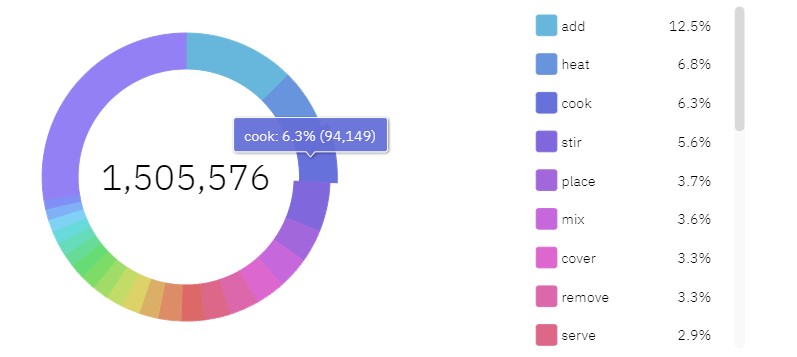 add 12.5%
heat 6.8%
cook 6.3%
cook: 6.3% (94,149)
stir 5.6%
1,505,576
place 3.7%
mix 3.6%
cover 3.3%
remove 3.3%
serve 2.9%